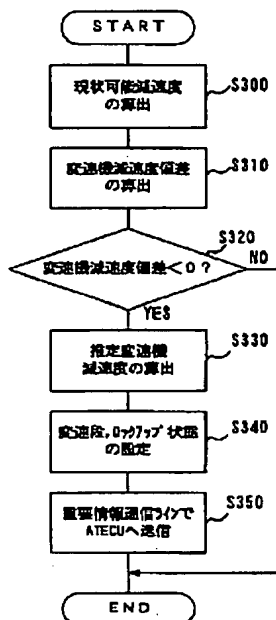 START
現状可能減速度
の算出
S300
変速機減速度偏差
の算出
S310
変速機減速度偏差<0?
S320
NO
YES
推定変速機
減速度の算出
S330
変速段,ロックアップ状態
の設定
S340
重要情報通信ラインで
ATECUへ送信
S350
END